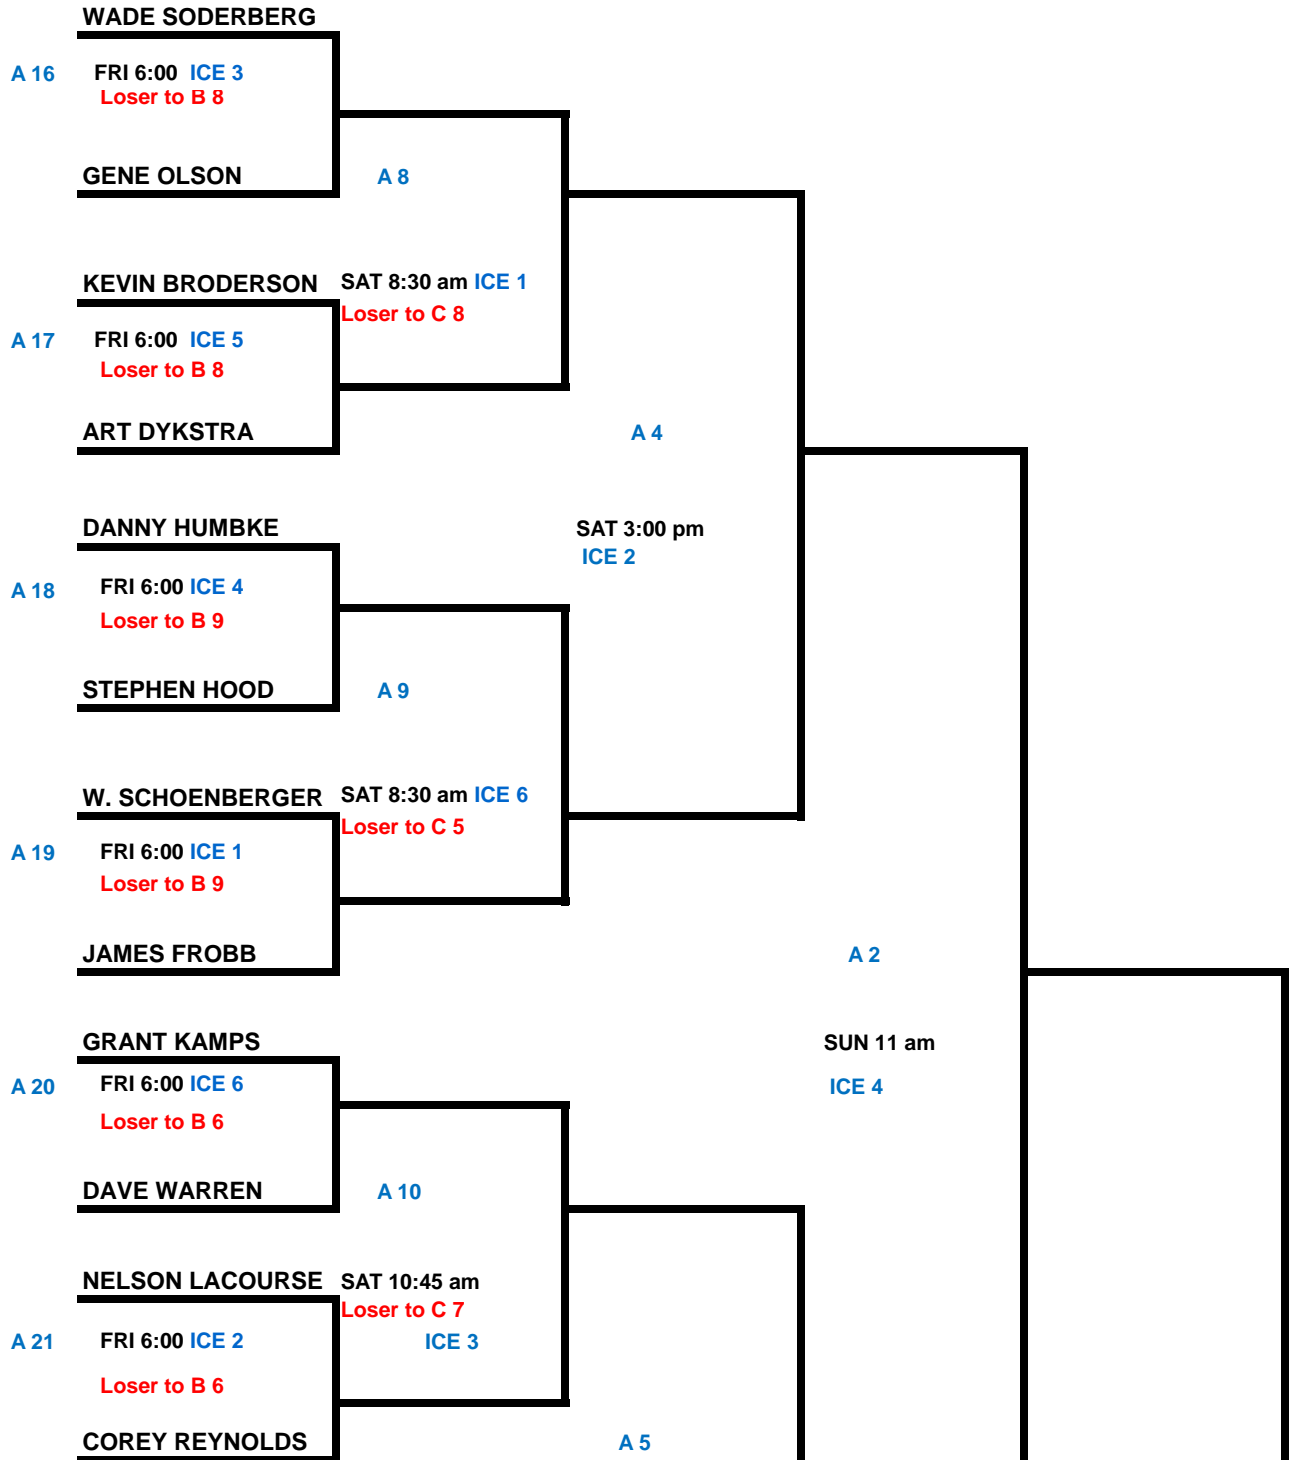 WADE SODERBERG
A 16 FRI 6:00 ICE 3
Loser to B 8
GENE OLSON A 8
KEVIN BRODERSON SAT 8:30 am ICE 1
Loser to C 8
A 17 FRI 6:00 ICE 5
Loser to B 8
ART DYKSTRA A 4
DANNY HUMBKE SAT 3:00 pm
ICE 2
A 18 FRI 6:00 ICE 4
Loser to B 9
STEPHEN HOOD A 9
W. SCHOENBERGER SAT 8:30 am ICE 6
Loser to C 5
A 19 FRI 6:00 ICE 1
Loser to B 9
JAMES FROBB A 2
GRANT KAMPS SUN 11 am
A 20 FRI 6:00 ICE 6 ICE 4
Loser to B 6
DAVE WARREN A 10
NELSON LACOURSE SAT 10:45 am
Loser to C 7
A 21 FRI 6:00 ICE 2 ICE 3
Loser to B 6
COREY REYNOLDS A 5